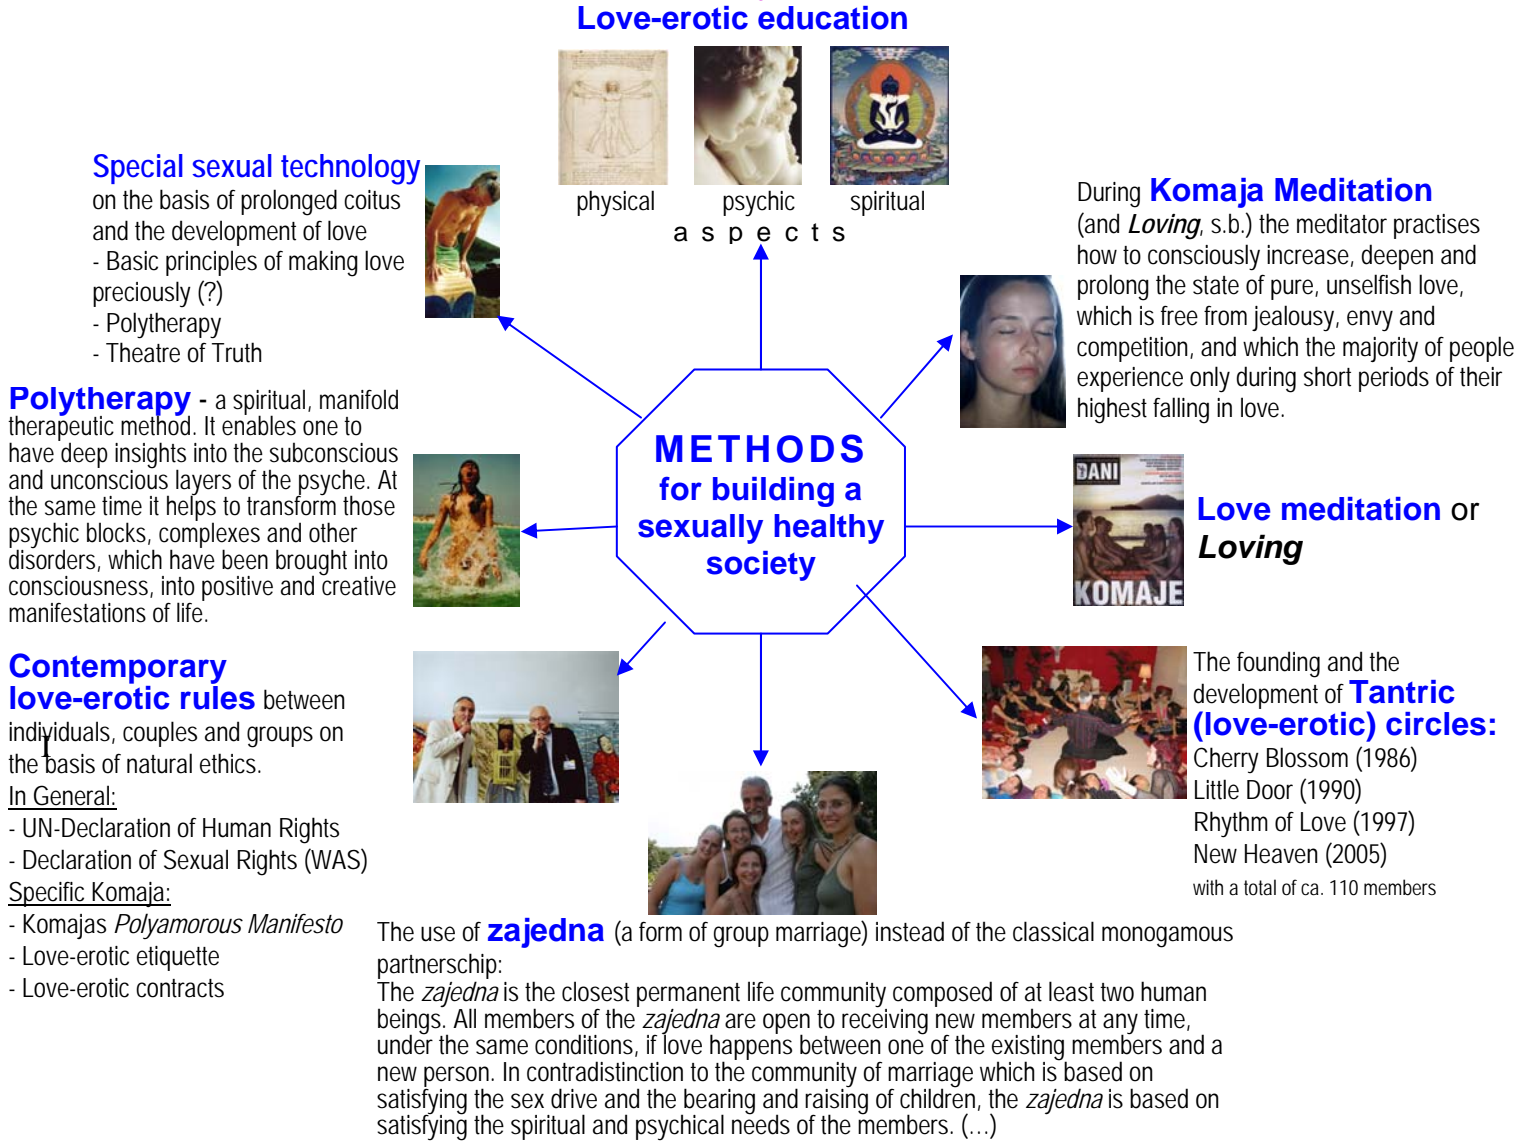 Love-erotic education
physical psychic spiritual
aspects
Special sexual technology
on the basis of prolonged coitus
and the development of love
- Basic principles of making love
preciously (?)
- Polytherapy
- Theatre of Truth
During Komaja Meditation
(and Loving, s.b.) the meditator practises
how to consciously increase, deepen and
prolong the state of pure, unselfish love,
which is free from jealousy, envy and
competition, and which the majority of people
experience only during short periods of their
highest falling in love.
Polytherapy - a spiritual, manifold
therapeutic method. It enables one to
have deep insights into the subconscious
and unconscious layers of the psyche. At
the same time it helps to transform those
psychic blocks, complexes and other
disorders, which have been brought into
consciousness, into positive and creative
manifestations of life.
METHODS
for building a
sexually healthy
society
DANI
KOMAJE
Love meditation or
Loving
Contemporary
love-erotic rules between
individuals, couples and groups on
the basis of natural ethics.
In General:
- UN-Declaration of Human Rights
- Declaration of Sexual Rights (WAS)
Specific Komaja:
- Komajas Polyamorous Manifesto
- Love-erotic etiquette
- Love-erotic contracts
The founding and the
development of Tantric
(love-erotic) circles:
Cherry Blossom (1986)
Little Door (1990)
Rhythm of Love (1997)
New Heaven (2005)
with a total of ca. 110 members
The use of zajedna (a form of group marriage) instead of the classical monogamous
partnerschip:
The zajedna is the closest permanent life community composed of at least two human
beings. All members of the zajedna are open to receiving new members at any time,
under the same conditions, if love happens between one of the existing members and a
new person. In contradistinction to the community of marriage which is based on
satisfying the sex drive and the bearing and raising of children, the zajedna is based on
satisfying the spiritual and psychical needs of the members. (…)